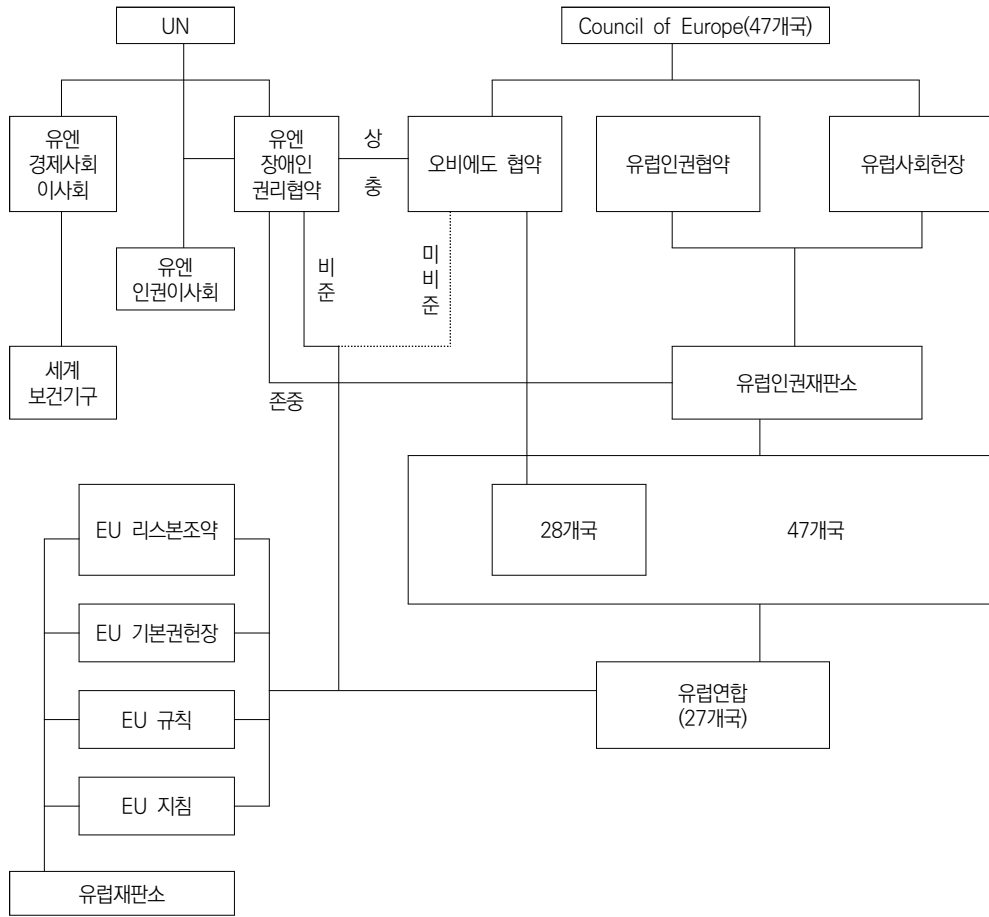 UN
Council of Europe(47개국)
유엔
경제사회
이사회
유엔
장애인
권리협약
상
충
오비에도 협약
유럽인권협약
유럽사회헌장
유엔
인권이사회
비
준
미
비
준
세계
보건기구
존중
유럽인권재판소
EU 리스본조약
28개국
47개국
EU 기본권헌장
유럽연합
(27개국)
EU 규칙
EU 지침
유럽재판소